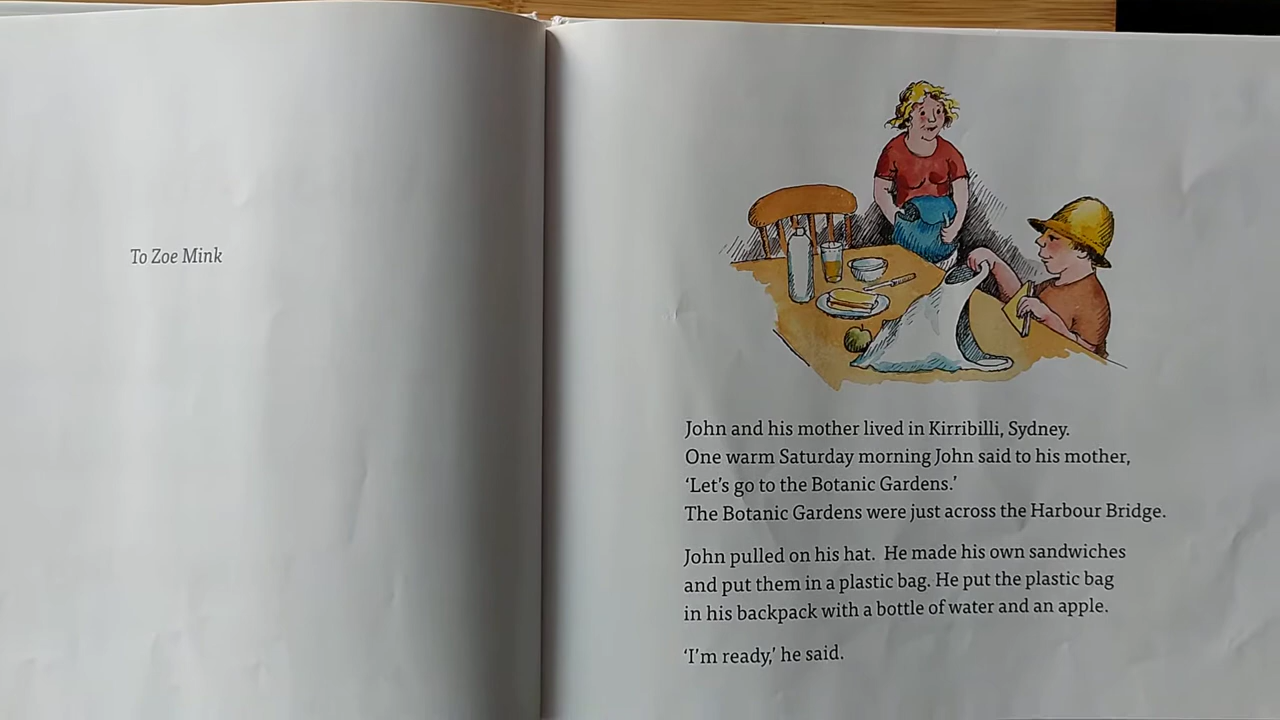 To Zoe Mink
John and his mother lived in Kirribilli, Sydney.
One warm Saturday morning John said to his mother,
‘Let’s go to the Botanic Gardens.’
The Botanic Gardens were just across the Harbour Bridge.
John pulled on his hat.  He made his own sandwiches
and put them in a plastic bag. He put the plastic bag
in his backpack with a bottle of water and an apple.
‘I’m ready,’ he said.